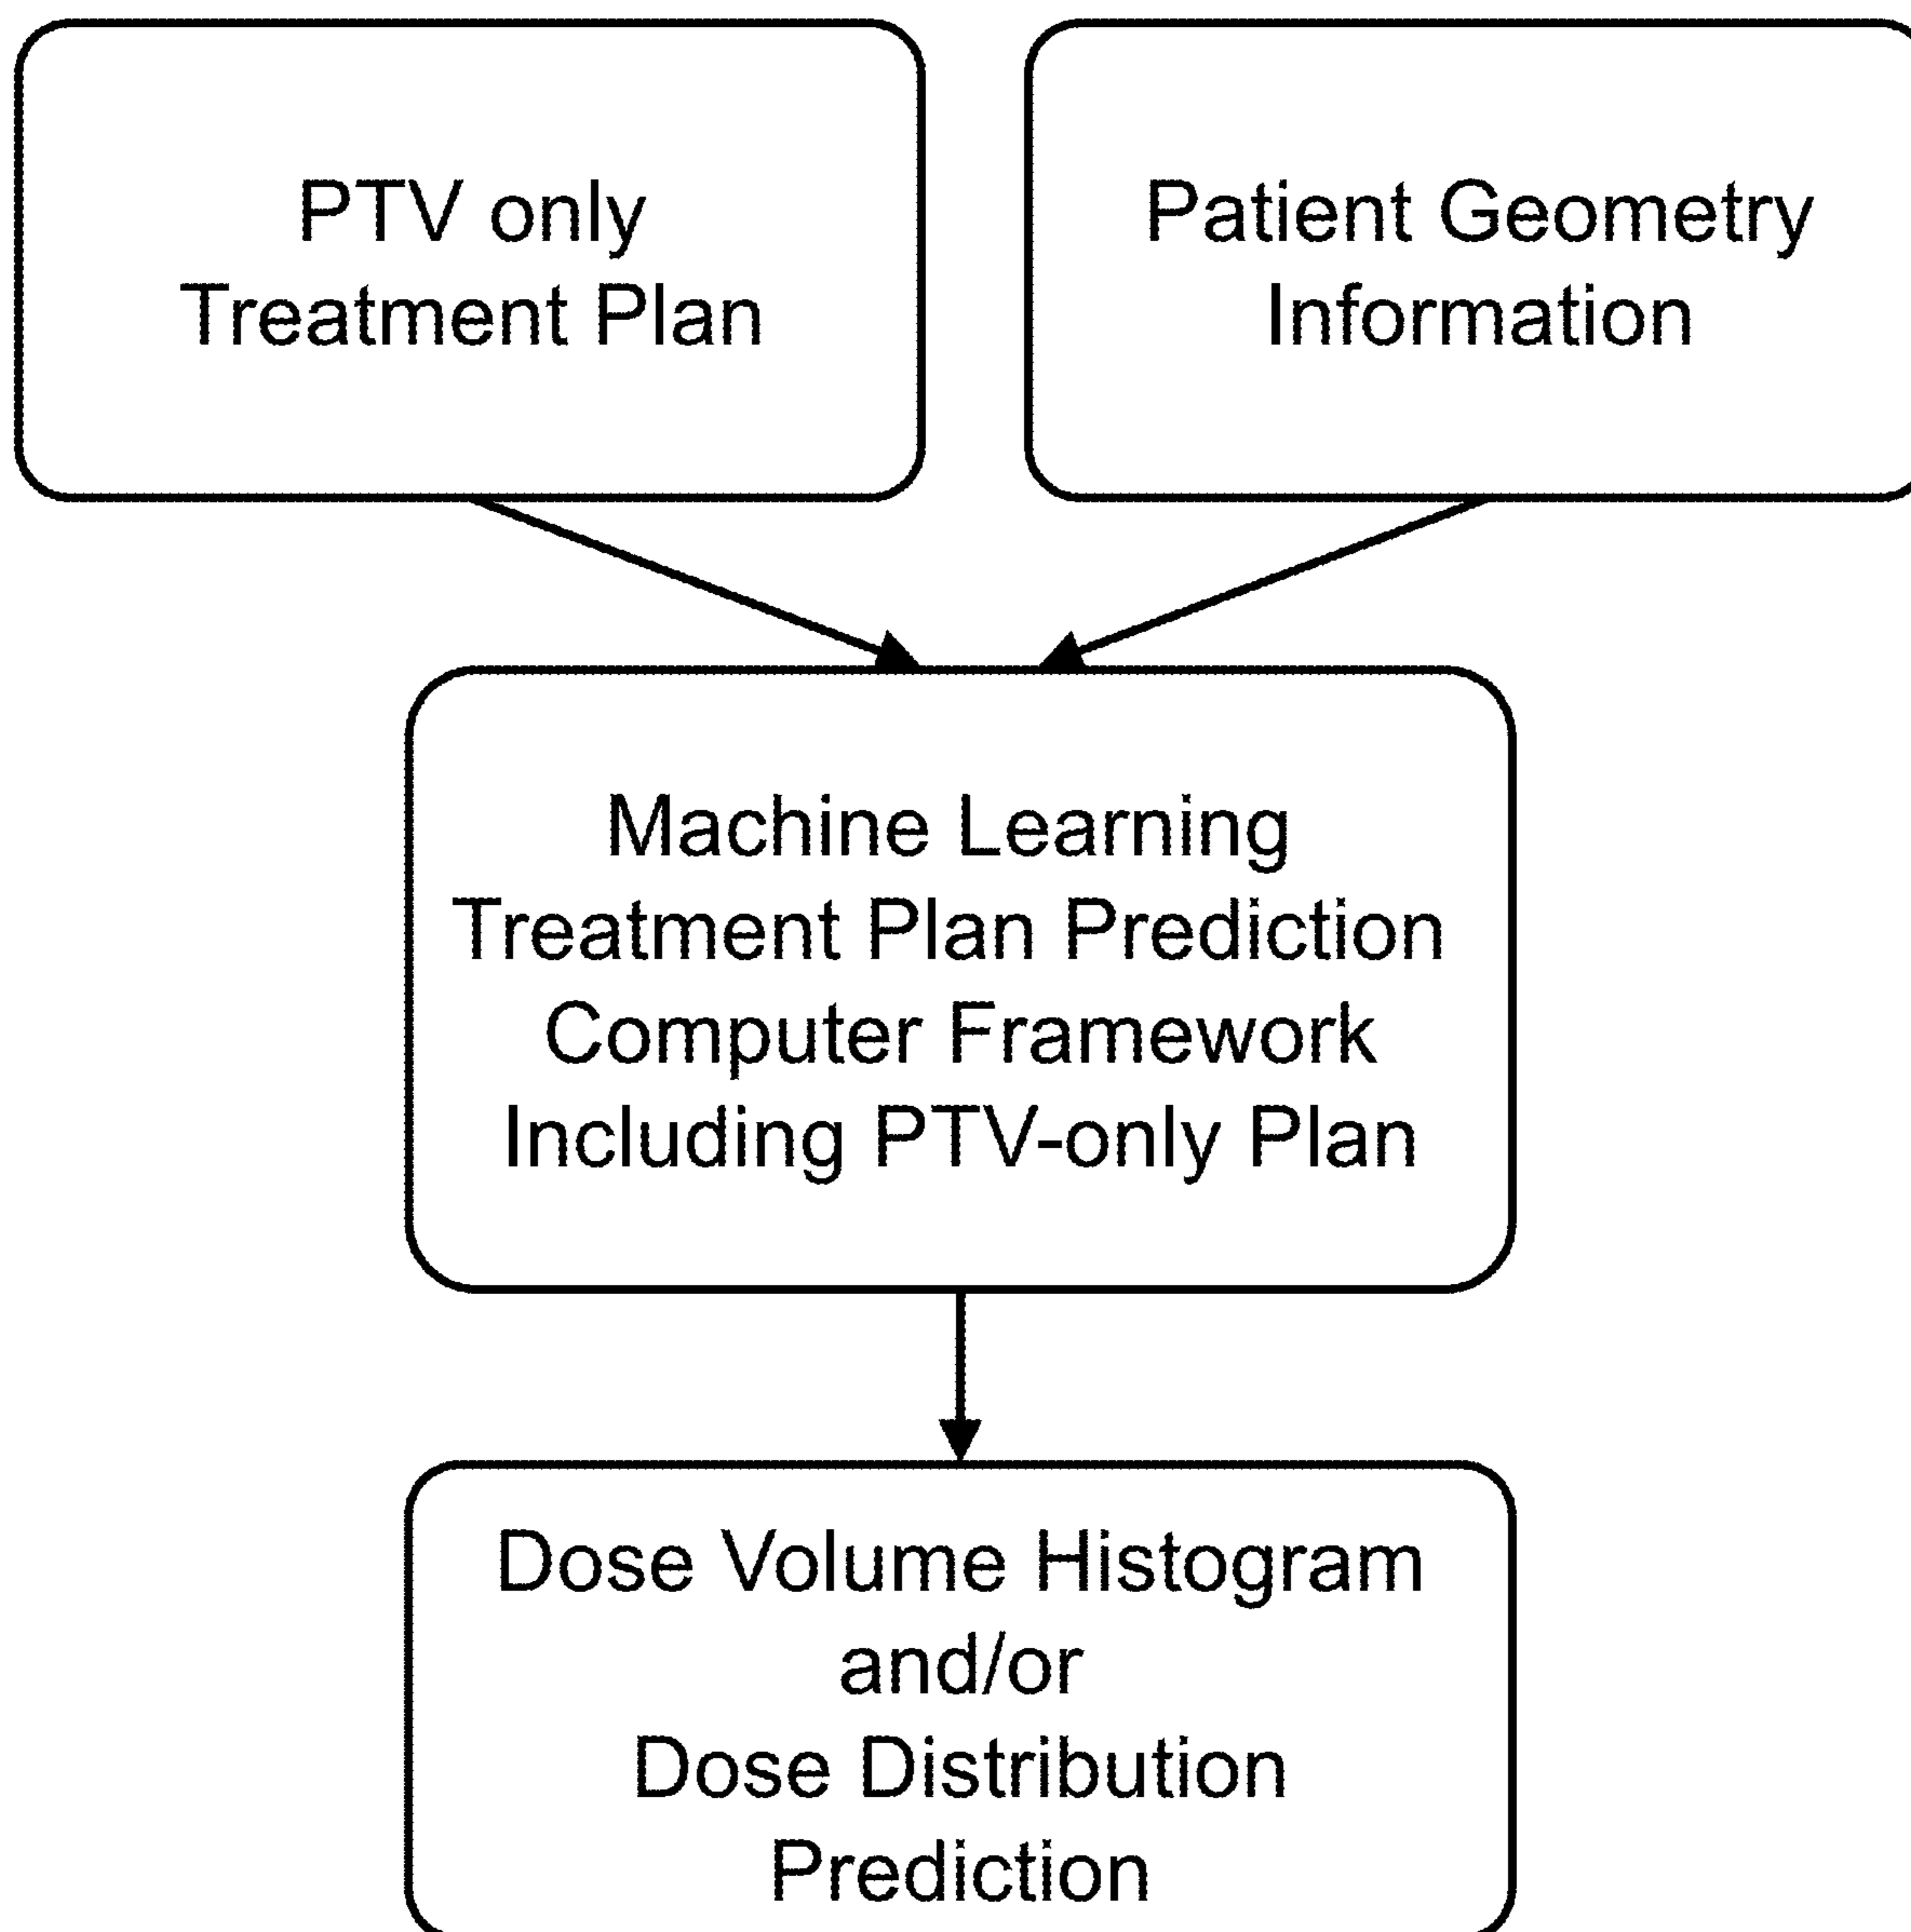 PTV only
Treatment Plan
Patient Geometry
Information
Machine Learning
Treatment Plan Prediction
Computer Framework
Including PTV-only Plan
Dose Volume Histogram
and/or
Dose Distribution
Prediction